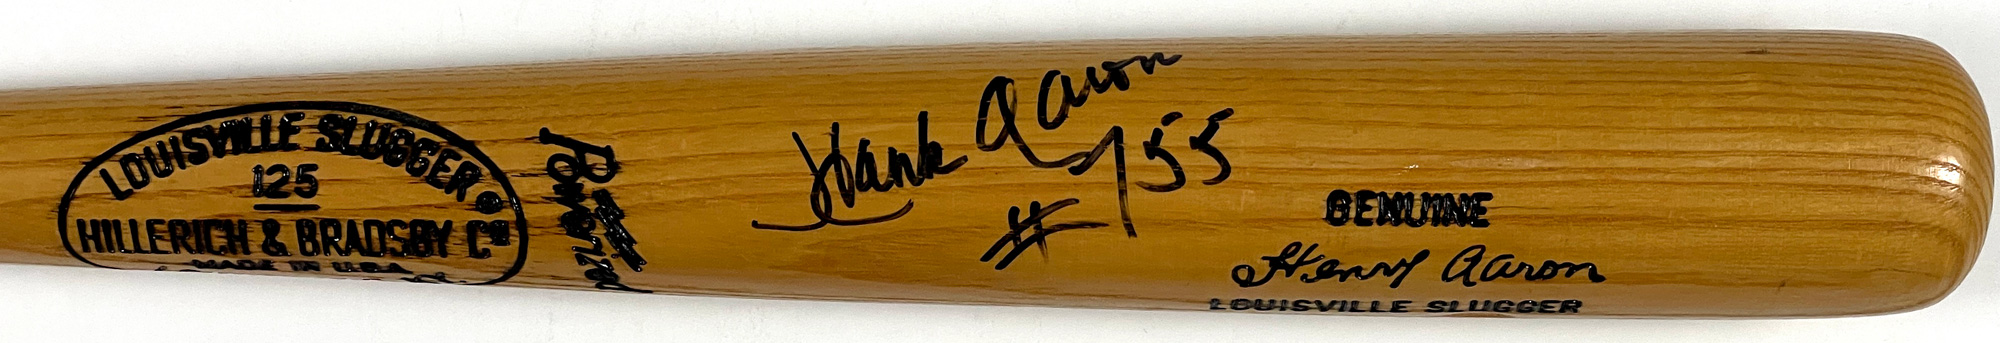 LOUISVILLE SLUGGER®
125
HILLERICH & BRADSBY Co
MADE IN U.S.A.
Powerized
Hank Aaron
#755
GENUINE
Henry Aaron
LOUISVILLE SLUGGER